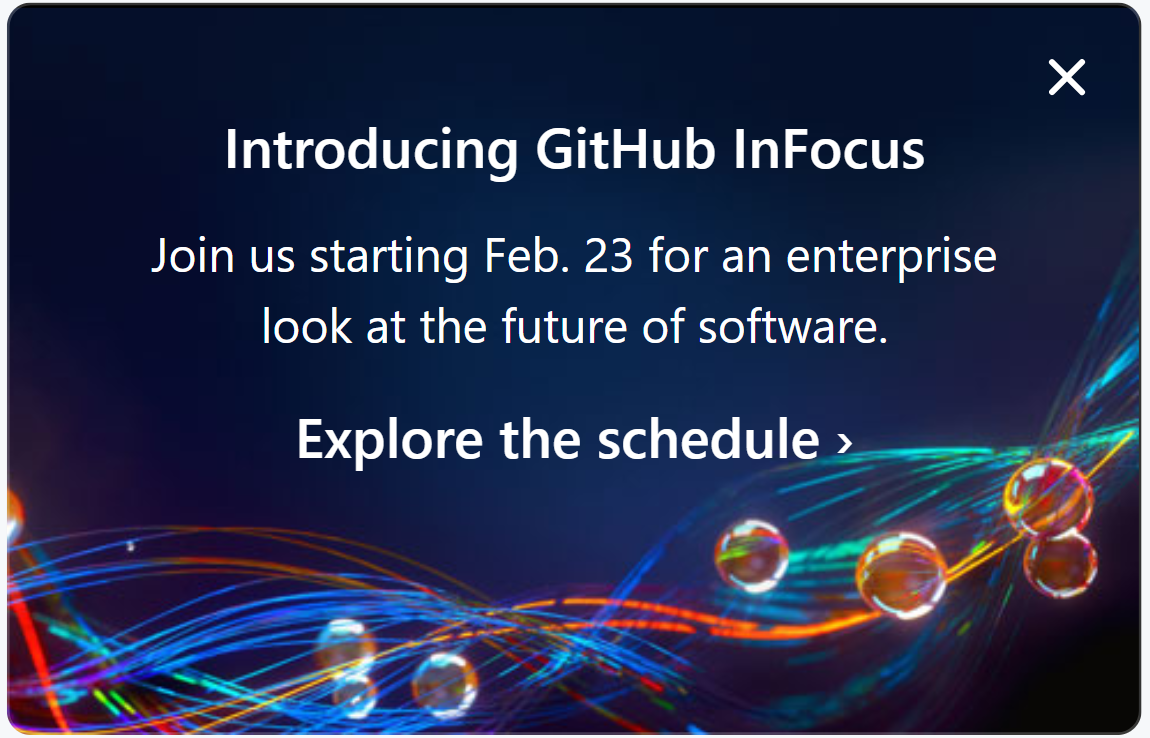 Introducing GitHub InFocus
Join us starting Feb. 23 for an enterprise
look at the future of software.
Explore the schedule ›